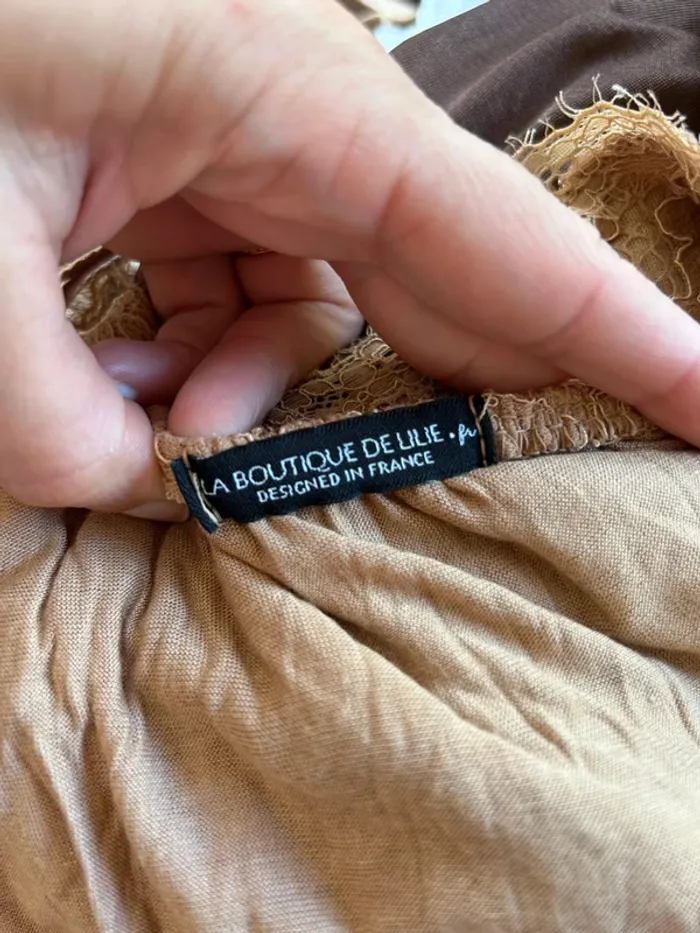 LA BOUTIQUE DE LILIE .fr
DESIGNED IN FRANCE